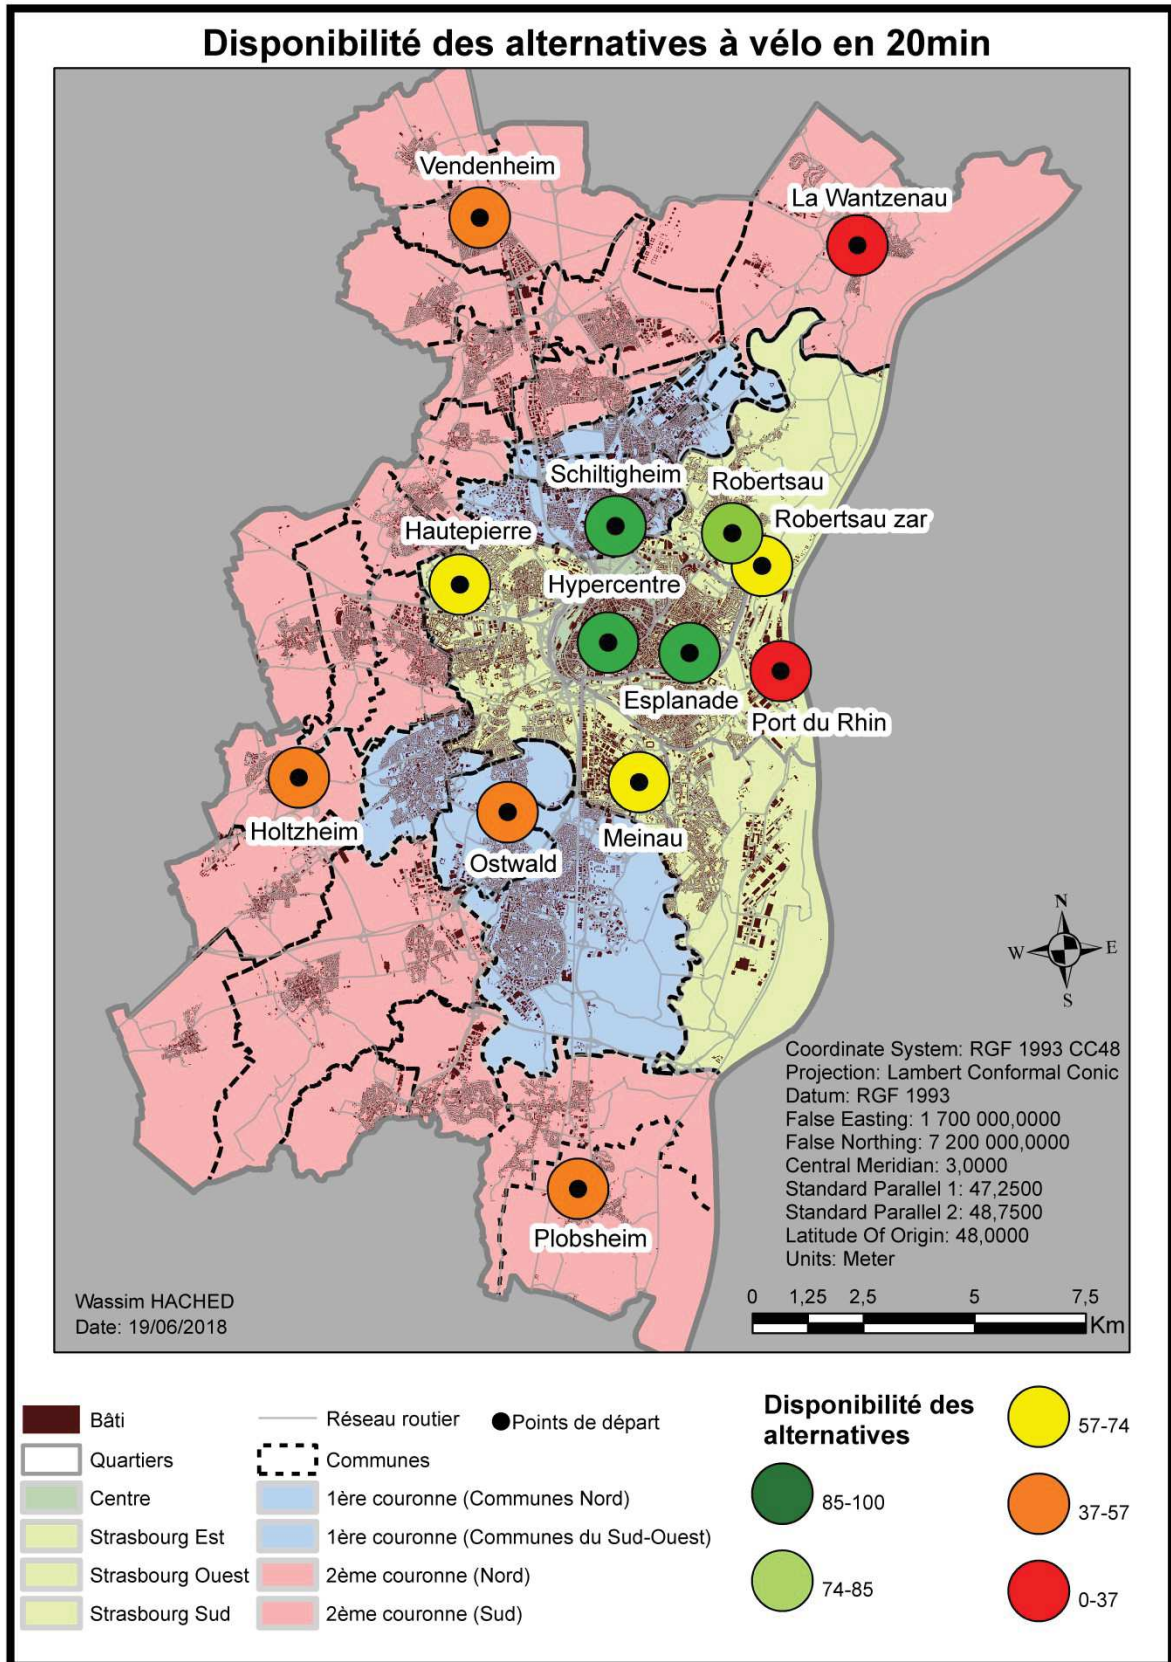 Disponibilité des alternatives à vélo en 20min
Vendenheim
La Wantzenau
Schiltigheim
Robertsau
Robertsau zar
Hautepierre
Hypercentre
Esplanade
Port du Rhin
Holtzheim
Ostwald
Meinau
Plobsheim
N
W
E
S
Coordinate System: RGF 1993 CC48
Projection: Lambert Conformal Conic
Datum: RGF 1993
False Easting: 1 700 000,0000
False Northing: 7 200 000,0000
Central Meridian: 3,0000
Standard Parallel 1: 47,2500
Standard Parallel 2: 48,7500
Latitude Of Origin: 48,0000
Units: Meter
0 1,25 2,5 5 7,5
Km
Wassim HACHED
Date: 19/06/2018
Bâti
Quartiers
Centre
Strasbourg Est
Strasbourg Ouest
Strasbourg Sud
Réseau routier
Communes
1ère couronne (Communes Nord)
1ère couronne (Communes du Sud-Ouest)
2ème couronne (Nord)
2ème couronne (Sud)
Points de départ
Disponibilité des
alternatives
85-100
74-85
57-74
37-57
0-37